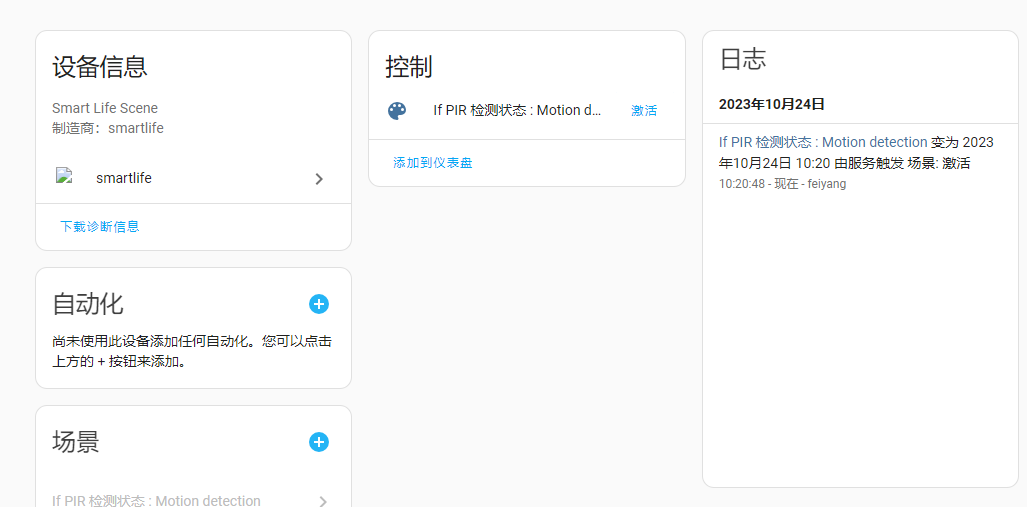 设备信息
Smart Life Scene
制造商：smartlife
smartlife
下载诊断信息
自动化
尚未使用此设备添加任何自动化。您可以点击
上方的 + 按钮来添加。
场景
If PIR 检测状态 : Motion detection
控制
If PIR 检测状态 : Motion d...
激活
添加到仪表盘
日志
2023年10月24日
If PIR 检测状态 : Motion detection 变为 2023
年10月24日 10:20 由服务触发 场景: 激活
10:20:48 - 现在 - feiyang